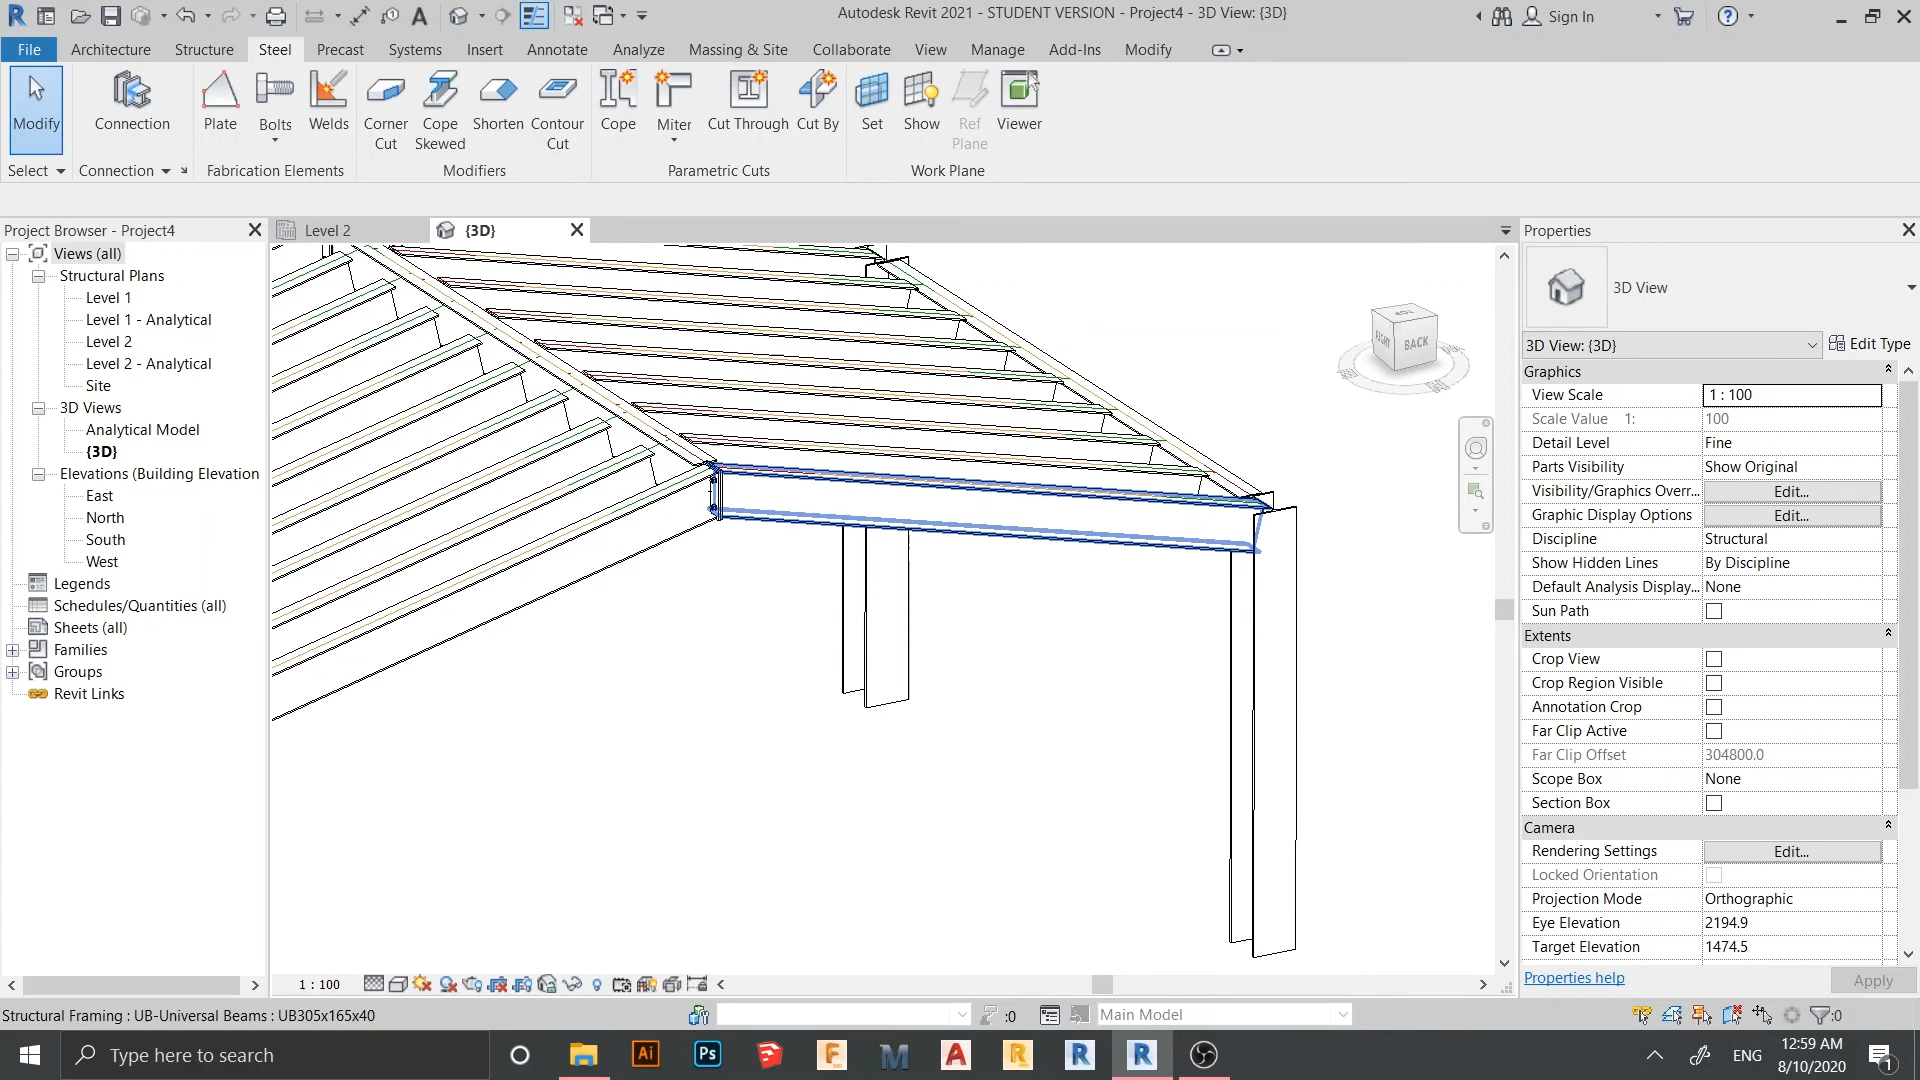 Autodesk Revit 2021 - STUDENT VERSION - Project4 - 3D View: {3D}
Sign In
File
Architecture
Structure
Steel
Precast
Systems
Insert
Annotate
Analyze
Massing & Site
Collaborate
View
Manage
Add-Ins
Modify
Modify
Connection
Plate
Bolts
Welds
Corner Cut
Cope Skewed
Shorten
Contour Cut
Cope
Miter
Cut Through
Cut By
Set
Show
Ref Plane
Viewer
Select
Connection
Fabrication Elements
Modifiers
Parametric Cuts
Work Plane
Project Browser - Project4
Level 2
{3D}
Properties
Views (all)
Structural Plans
Level 1
Level 1 - Analytical
Level 2
Level 2 - Analytical
Site
3D Views
Analytical Model
{3D}
Elevations (Building Elevation
East
North
South
West
Legends
Schedules/Quantities (all)
Sheets (all)
Families
Groups
Revit Links
RIGHT
BACK
3D View
3D View: {3D}
Edit Type
Graphics
View Scale 1 : 100
Scale Value 1: 100
Detail Level Fine
Parts Visibility Show Original
Visibility/Graphics Overr... Edit...
Graphic Display Options Edit...
Discipline Structural
Show Hidden Lines By Discipline
Default Analysis Display... None
Sun Path
Extents
Crop View
Crop Region Visible
Annotation Crop
Far Clip Active
Far Clip Offset 304800.0
Scope Box None
Section Box
Camera
Rendering Settings Edit...
Locked Orientation
Projection Mode Orthographic
Eye Elevation 2194.9
Target Elevation 1474.5
Properties help
Apply
1 : 100
Structural Framing : UB-Universal Beams : UB305x165x40
:0
Main Model
:0
Type here to search
Ai
Ps
ENG
12:59 AM
8/10/2020
1